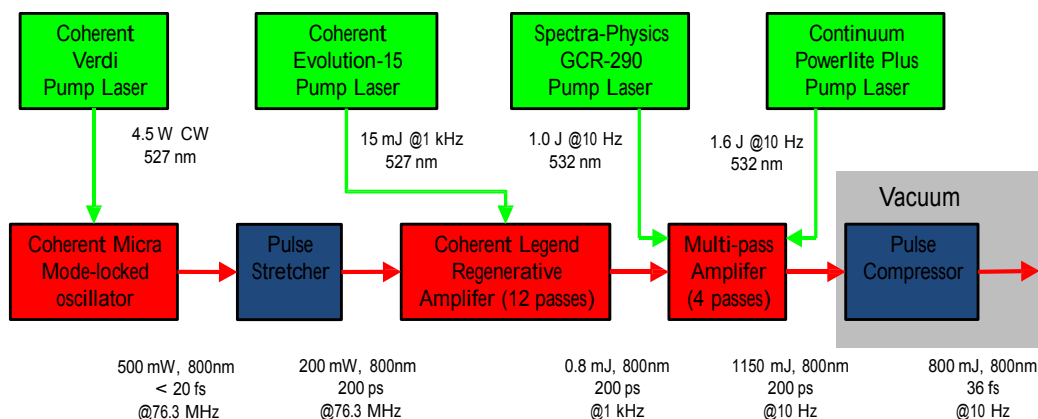 Coherent
Verdi
Pump Laser
Coherent
Evolution-15
Pump Laser
Spectra-Physics
GCR-290
Pump Laser
Continuum
Powerlite Plus
Pump Laser
4.5 W CW
527 nm
15 mJ @1 kHz
527 nm
1.0 J @10 Hz
532 nm
1.6 J @10 Hz
532 nm
Vacuum
Coherent Micra
Mode-locked
oscillator
Pulse
Stretcher
Coherent Legend
Regenerative
Amplifer (12 passes)
Multi-pass
Amplifer
(4 passes)
Pulse
Compressor
500 mW, 800nm
< 20 fs
@76.3 MHz
200 mW, 800nm
200 ps
@76.3 MHz
0.8 mJ, 800nm
200 ps
@1 kHz
1150 mJ, 800nm
200 ps
@10 Hz
800 mJ, 800nm
36 fs
@10 Hz